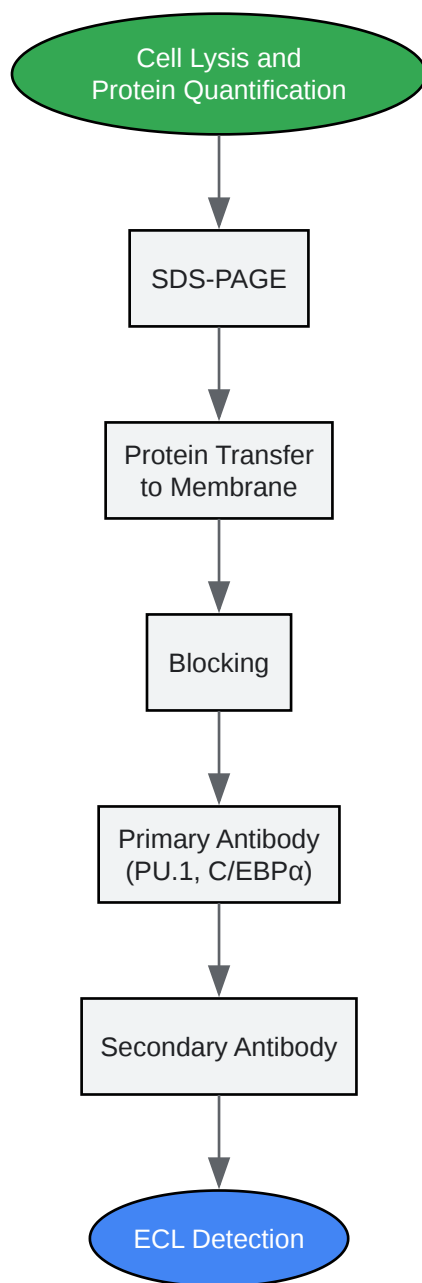 Cell Lysis and
Protein Quantification
SDS-PAGE
Protein Transfer
to Membrane
Blocking
Primary Antibody
(PU.1, C/EBPα)
Secondary Antibody
ECL Detection